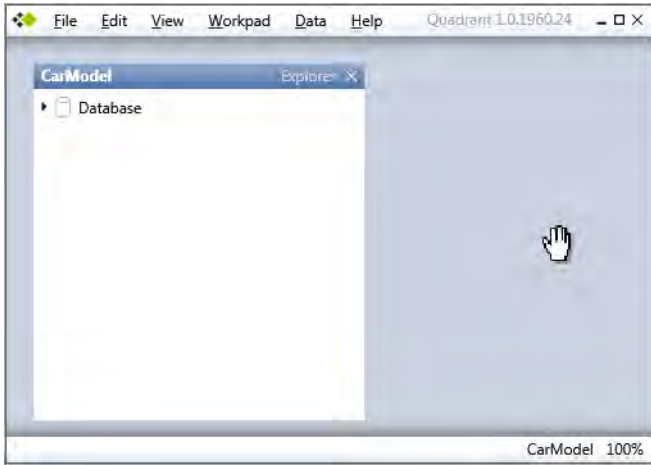 File Edit View Workpad Data Help Quadrant 1.0.1960.24
CarModel Explorer
Database
CarModel 100%